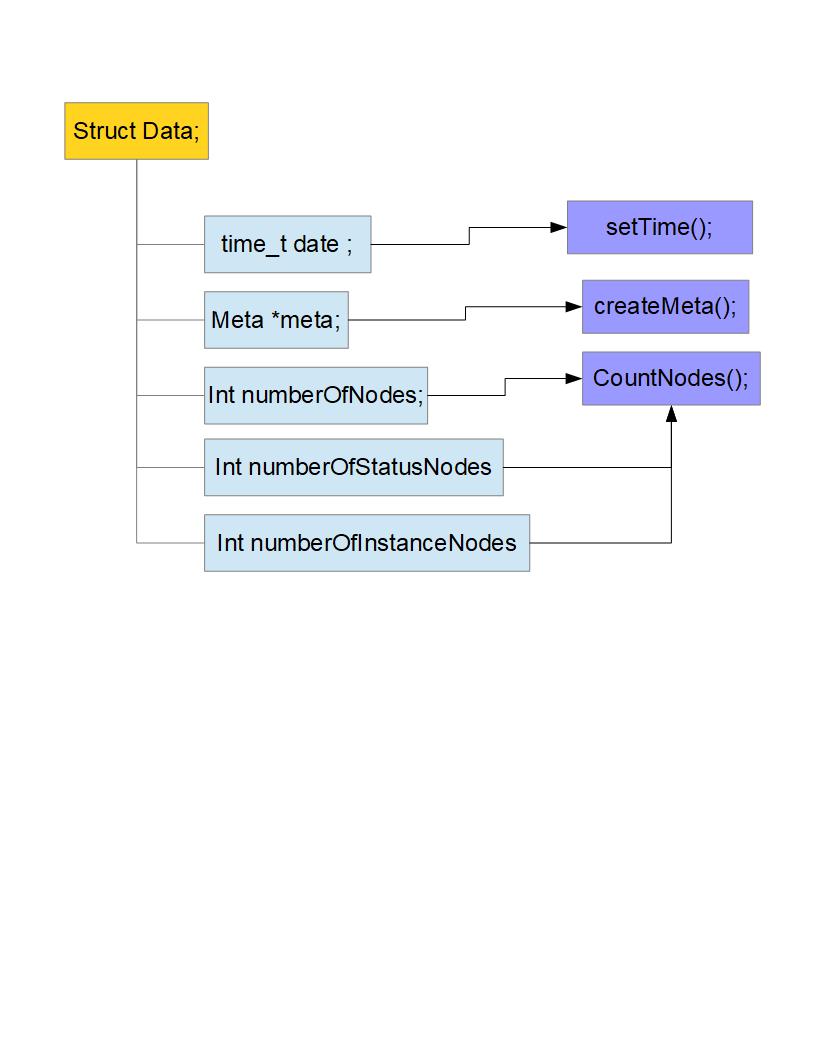 Struct Data;
time_t date ;
setTime();
Meta *meta;
createMeta();
Int numberOfNodes;
CountNodes();
Int numberOfStatusNodes
Int numberOfInstanceNodes